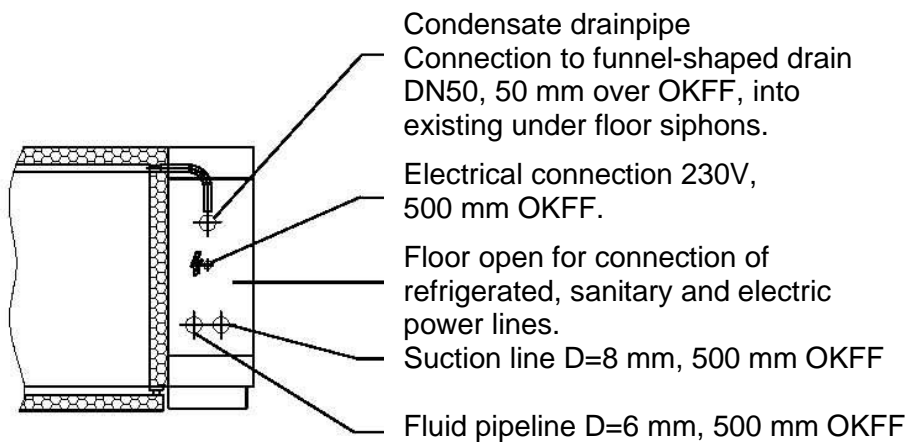 Condensate drainpipe
Connection to funnel-shaped drain
DN50, 50 mm over OKFF, into
existing under floor siphons.
Electrical connection 230V,
500 mm OKFF.
Floor open for connection of
refrigerated, sanitary and electric
power lines.
Suction line D=8 mm, 500 mm OKFF
Fluid pipeline D=6 mm, 500 mm OKFF